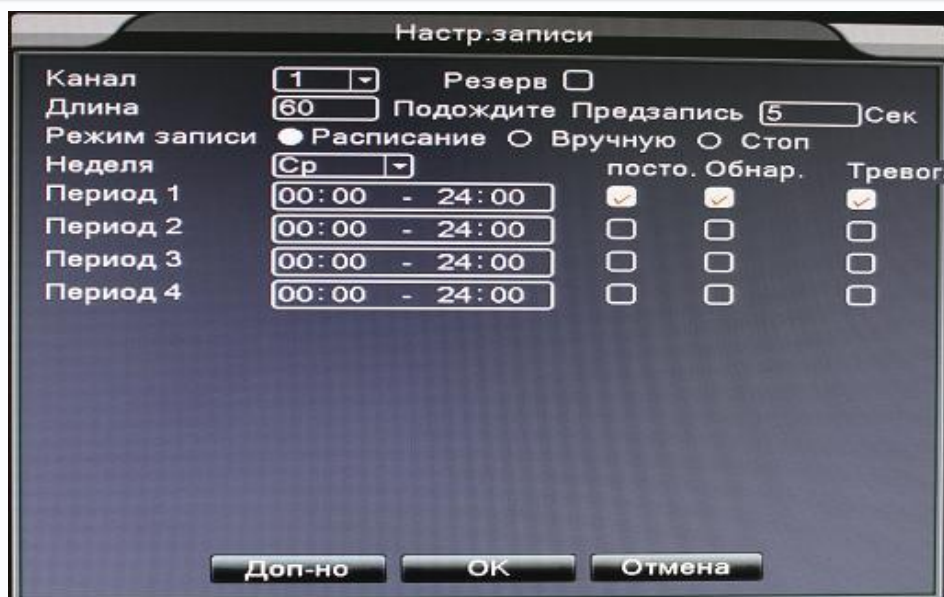 Настр.записи
Канал 1 Резерв
Длина 60 Подождите Предзапись 5 Сек
Режим записи Расписание Вручную Стоп
Неделя Ср посто. Обнар. Тревог
Период 1 00:00 - 24:00
Период 2 00:00 - 24:00
Период 3 00:00 - 24:00
Период 4 00:00 - 24:00
Доп-но OK Отмена